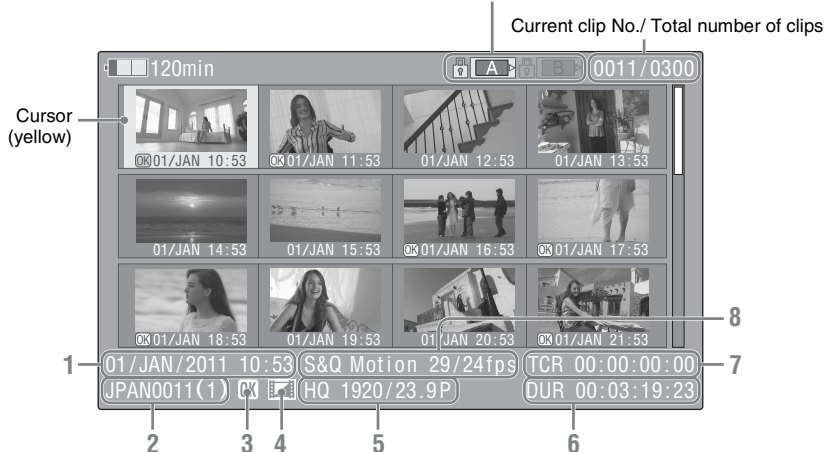 Current clip No./ Total number of clips
120min
A
B
0011/0300
Cursor
(yellow)
OK 01/JAN 10:53
OK 01/JAN 11:53
01/JAN 12:53
01/JAN 13:53
01/JAN 14:53
01/JAN 15:53
OK 01/JAN 16:53
OK 01/JAN 17:53
OK 01/JAN 18:53
01/JAN 19:53
01/JAN 20:53
OK 01/JAN 21:53
8
1
01/JAN/2011 10:53
S&Q Motion 29/24fps
TCR 00:00:00:00
7
JPAN0011(1)
OK
HQ 1920/23.9P
DUR 00:03:19:23
2
3
4
5
6